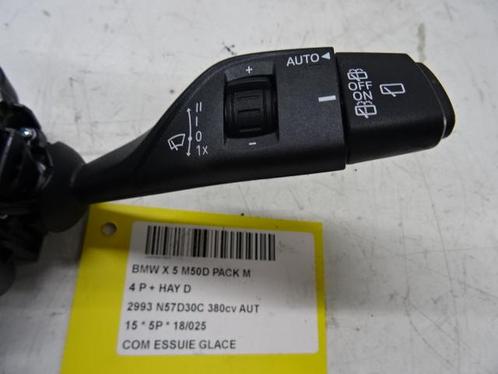 AUTO
+
II
I
0
1x
−
OFF
ON
BMW X 5 M50D PACK M
4 P + HAY D
2993 N57D30C 380cv AUT
15 * 5P * 18/025
COM ESSUIE GLACE